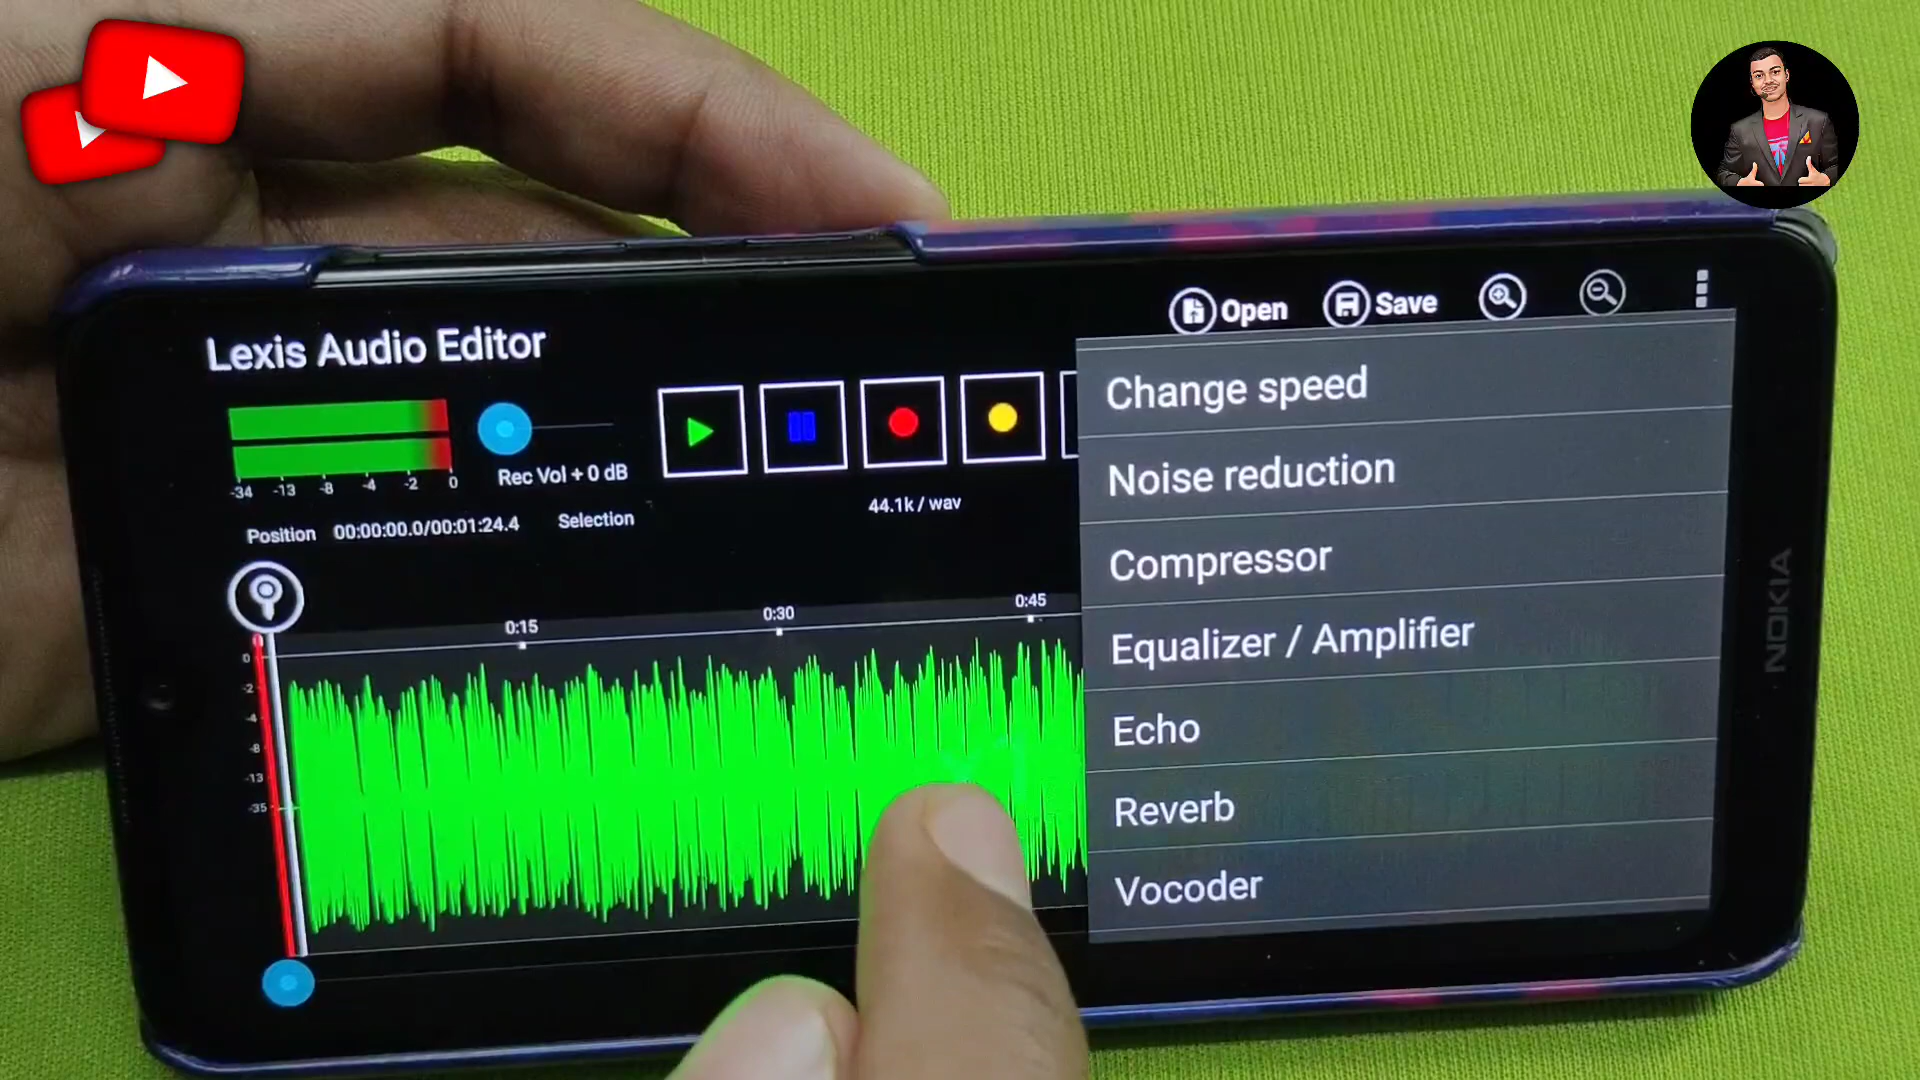 Open
Save
Lexis Audio Editor
-34 -13 -8 -4 -2 0
Rec Vol + 0 dB
44.1k / wav
Position 00:00:00.0/00:01:24.4 Selection
0:15 0:30 0:45
0
-2
-4
-8
-13
-35
Change speed
Noise reduction
Compressor
Equalizer / Amplifier
Echo
Reverb
Vocoder
NOKIA